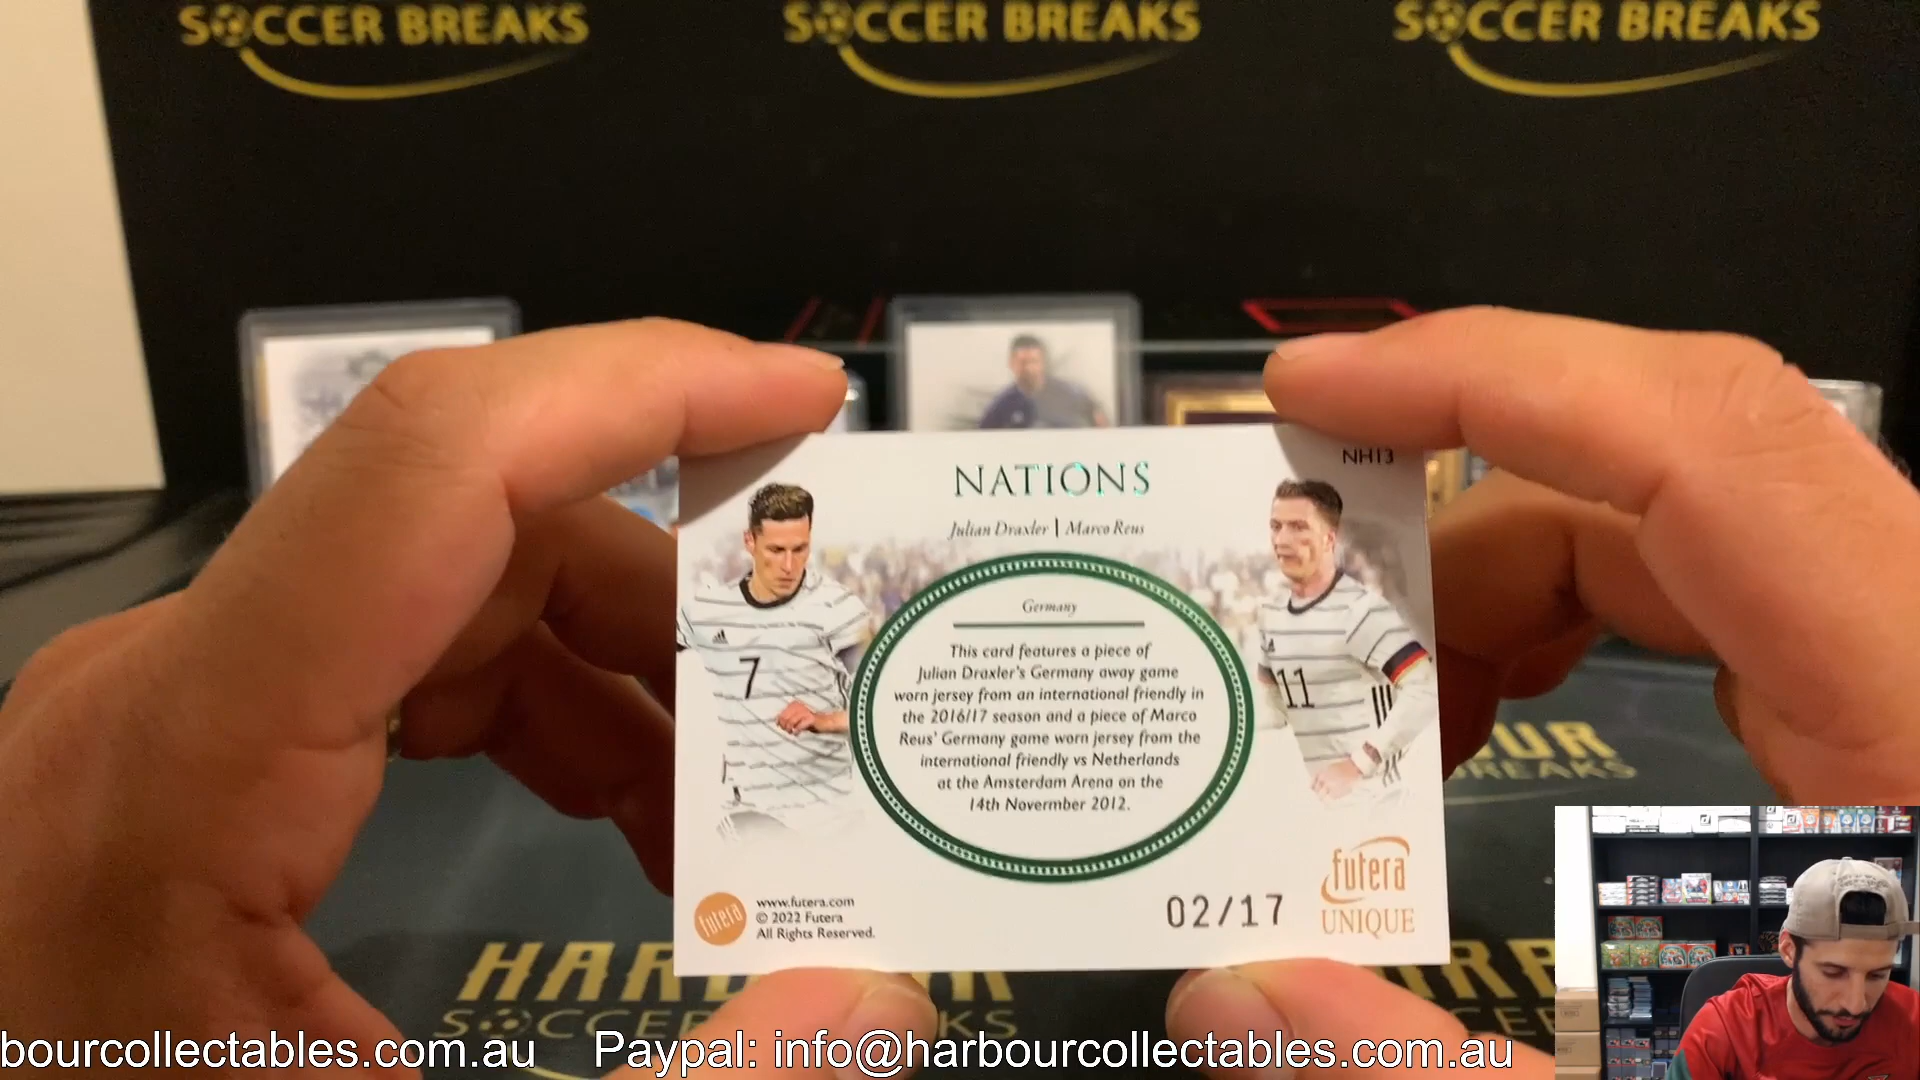 SOCCER BREAKS
SOCCER BREAKS
SOCCER BREAKS
NH13
NATIONS
Julian Draxler | Marco Reus
Germany
This card features a piece of
Julian Draxler's Germany away game
worn jersey from an international friendly in
the 2016/17 season and a piece of Marco
Reus' Germany game worn jersey from the
international friendly vs Netherlands
at the Amsterdam Arena on the
14th Novermber 2012.
7
11
futera
www.futera.com
© 2022 Futera
All Rights Reserved.
02/17
futera
UNIQUE
bourcollectables.com.au Paypal: info@harbourcollectables.com.au